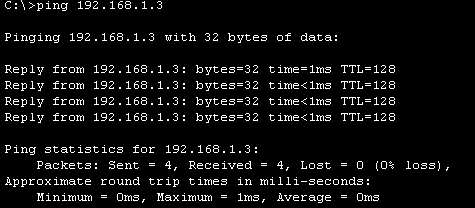 C:\>ping 192.168.1.3
Pinging 192.168.1.3 with 32 bytes of data:
Reply from 192.168.1.3: bytes=32 time=1ms TTL=128
Reply from 192.168.1.3: bytes=32 time<1ms TTL=128
Reply from 192.168.1.3: bytes=32 time<1ms TTL=128
Reply from 192.168.1.3: bytes=32 time<1ms TTL=128
Ping statistics for 192.168.1.3:
    Packets: Sent = 4, Received = 4, Lost = 0 (0% loss),
Approximate round trip times in milli-seconds:
    Minimum = 0ms, Maximum = 1ms, Average = 0ms